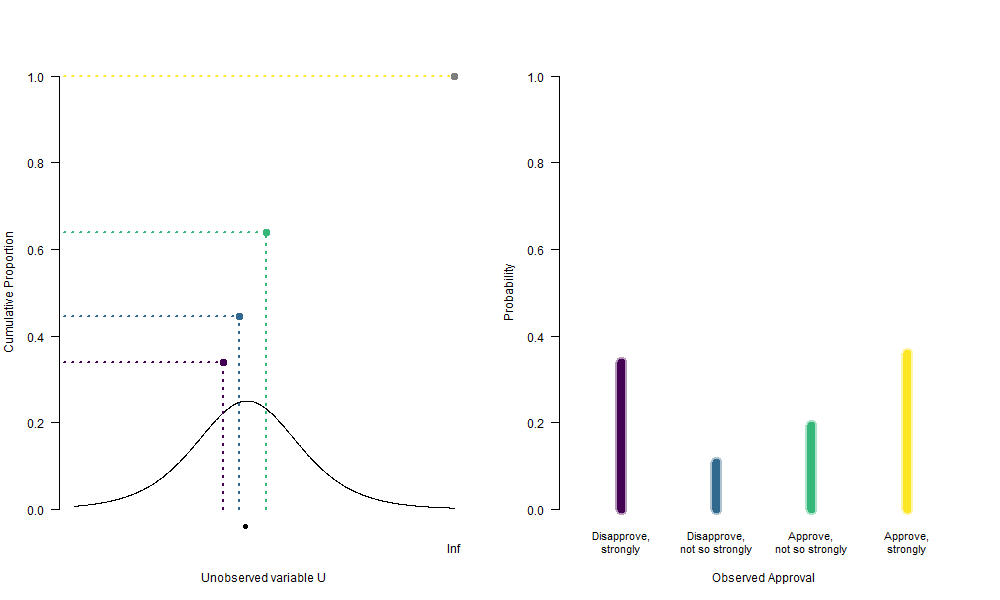 1.0
0.8
0.6
0.4
0.2
0.0
Cumulative Proportion
Inf
Unobserved variable U
1.0
0.8
0.6
0.4
0.2
0.0
Probability
Disapprove,
strongly
Disapprove,
not so strongly
Approve,
not so strongly
Approve,
strongly
Observed Approval